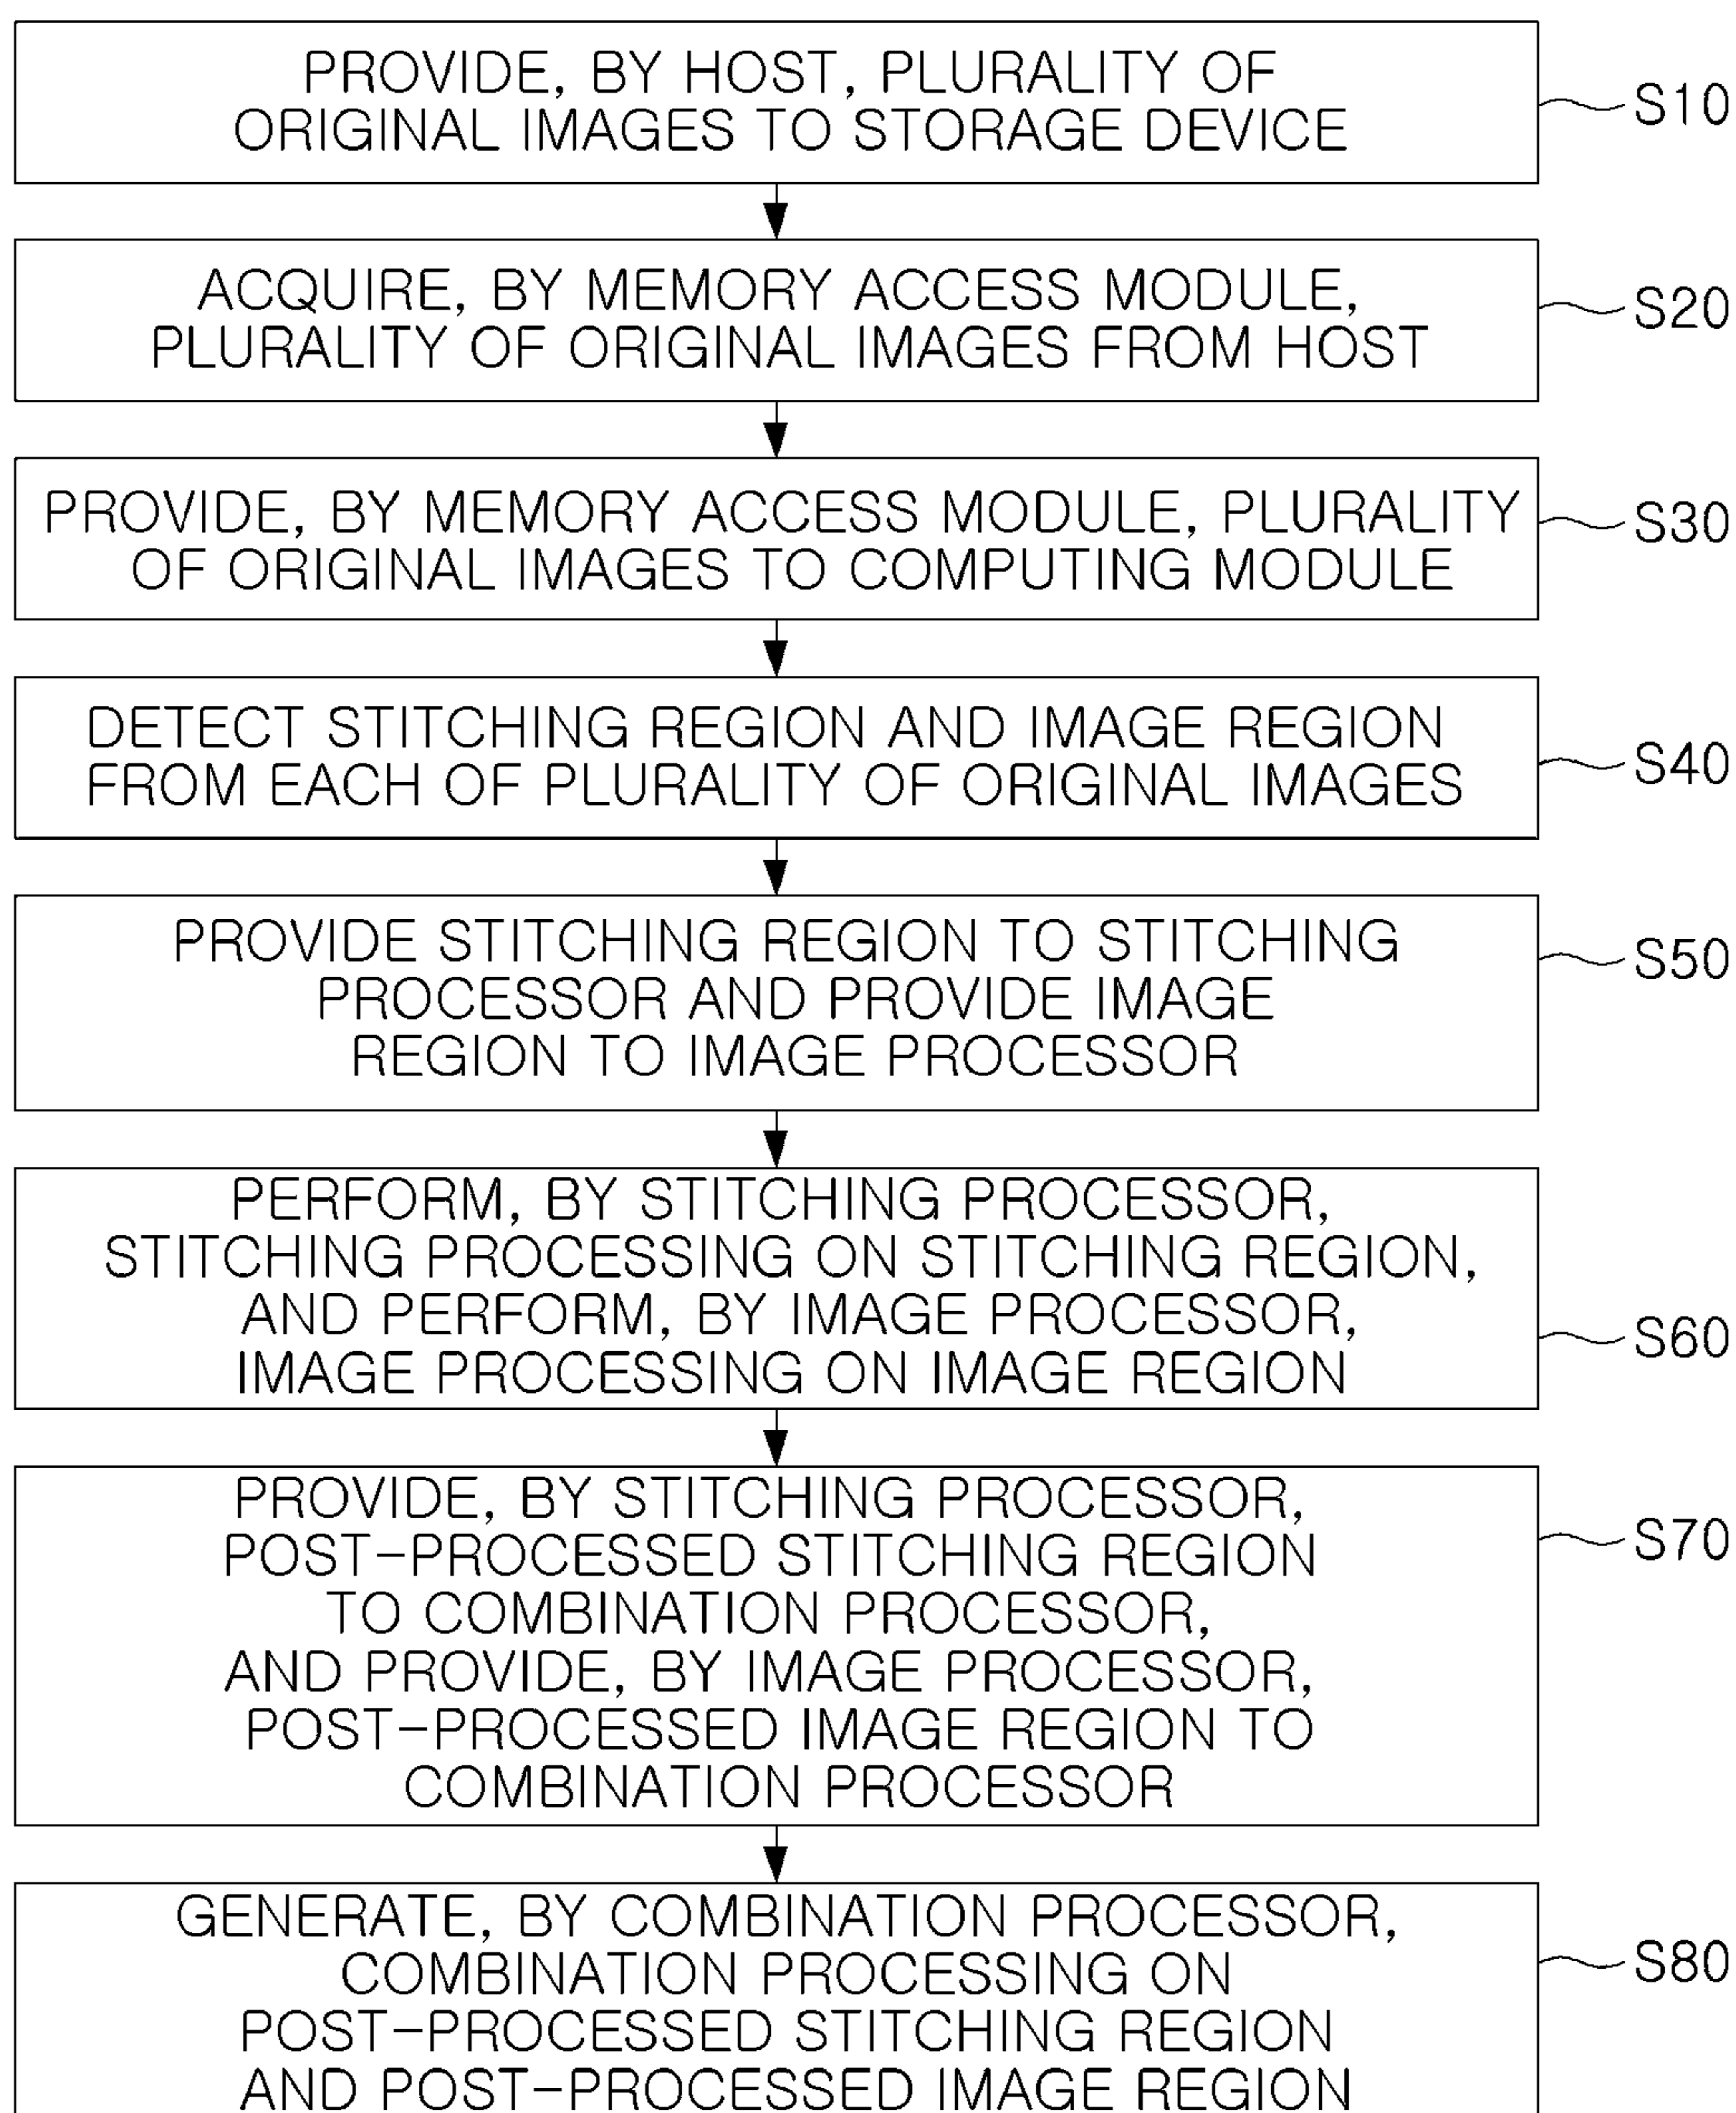 PROVIDE, BY HOST, PLURALITY OF
ORIGINAL IMAGES TO STORAGE DEVICE
S10
ACQUIRE, BY MEMORY ACCESS MODULE,
PLURALITY OF ORIGINAL IMAGES FROM HOST
S20
PROVIDE, BY MEMORY ACCESS MODULE, PLURALITY
OF ORIGINAL IMAGES TO COMPUTING MODULE
S30
DETECT STITCHING REGION AND IMAGE REGION
FROM EACH OF PLURALITY OF ORIGINAL IMAGES
S40
PROVIDE STITCHING REGION TO STITCHING
PROCESSOR AND PROVIDE IMAGE
REGION TO IMAGE PROCESSOR
S50
PERFORM, BY STITCHING PROCESSOR,
STITCHING PROCESSING ON STITCHING REGION,
AND PERFORM, BY IMAGE PROCESSOR,
IMAGE PROCESSING ON IMAGE REGION
S60
PROVIDE, BY STITCHING PROCESSOR,
POST-PROCESSED STITCHING REGION
TO COMBINATION PROCESSOR,
AND PROVIDE, BY IMAGE PROCESSOR,
POST-PROCESSED IMAGE REGION TO
COMBINATION PROCESSOR
S70
GENERATE, BY COMBINATION PROCESSOR,
COMBINATION PROCESSING ON
POST-PROCESSED STITCHING REGION
AND POST-PROCESSED IMAGE REGION
S80